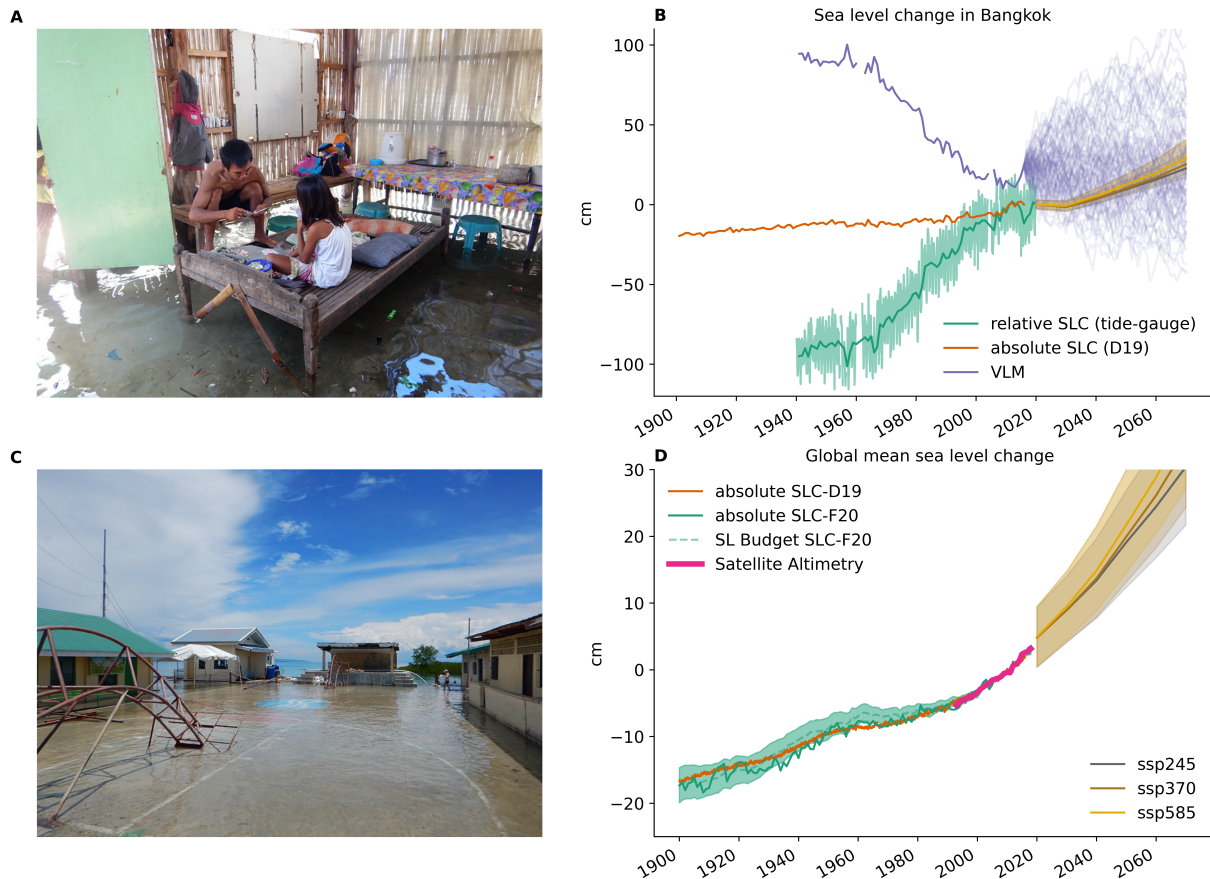 A
B
Sea level change in Bangkok
100
50
0
−50
−100
cm
relative SLC (tide-gauge)
absolute SLC (D19)
VLM
1900
1920
1940
1960
1980
2000
2020
2040
2060
C
D
Global mean sea level change
30
20
10
0
−10
−20
cm
absolute SLC-D19
absolute SLC-F20
SL Budget SLC-F20
Satellite Altimetry
ssp245
ssp370
ssp585
1900
1920
1940
1960
1980
2000
2020
2040
2060